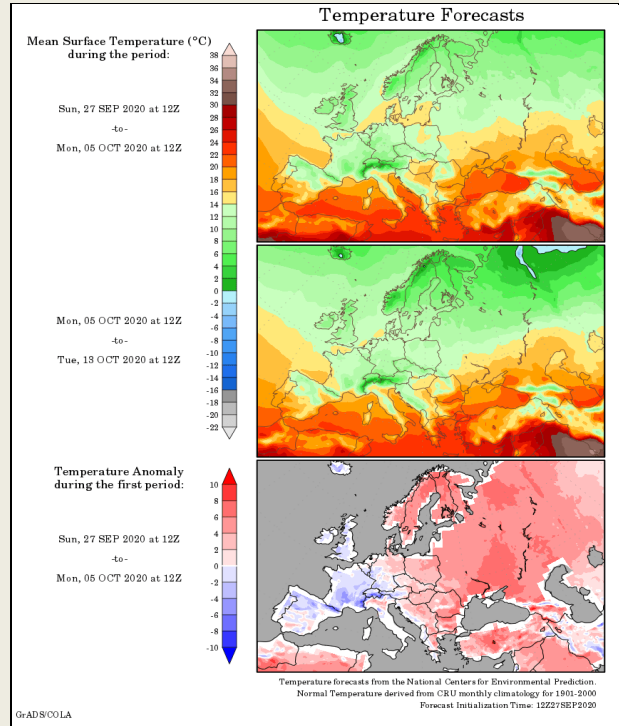 Temperature Forecasts
Mean Surface Temperature (°C)
during the period:
Sun, 27 SEP 2020 at 12Z
-to-
Mon, 05 OCT 2020 at 12Z
38
36
34
32
30
28
26
24
22
20
18
16
14
12
10
8
6
4
2
0
-2
-4
-6
-8
-10
-12
-14
-16
-18
-20
-22
Mon, 05 OCT 2020 at 12Z
-to-
Tue, 13 OCT 2020 at 12Z
Temperature Anomaly
during the first period:
Sun, 27 SEP 2020 at 12Z
-to-
Mon, 05 OCT 2020 at 12Z
10
8
6
4
2
0
-2
-4
-6
-8
-10
Temperature forecasts from the National Centers for Environmental Prediction.
Normal Temperature derived from CRU monthly climatology for 1901-2000
Forecast Initialization Time: 12Z27SEP2020
GrADS/COLA